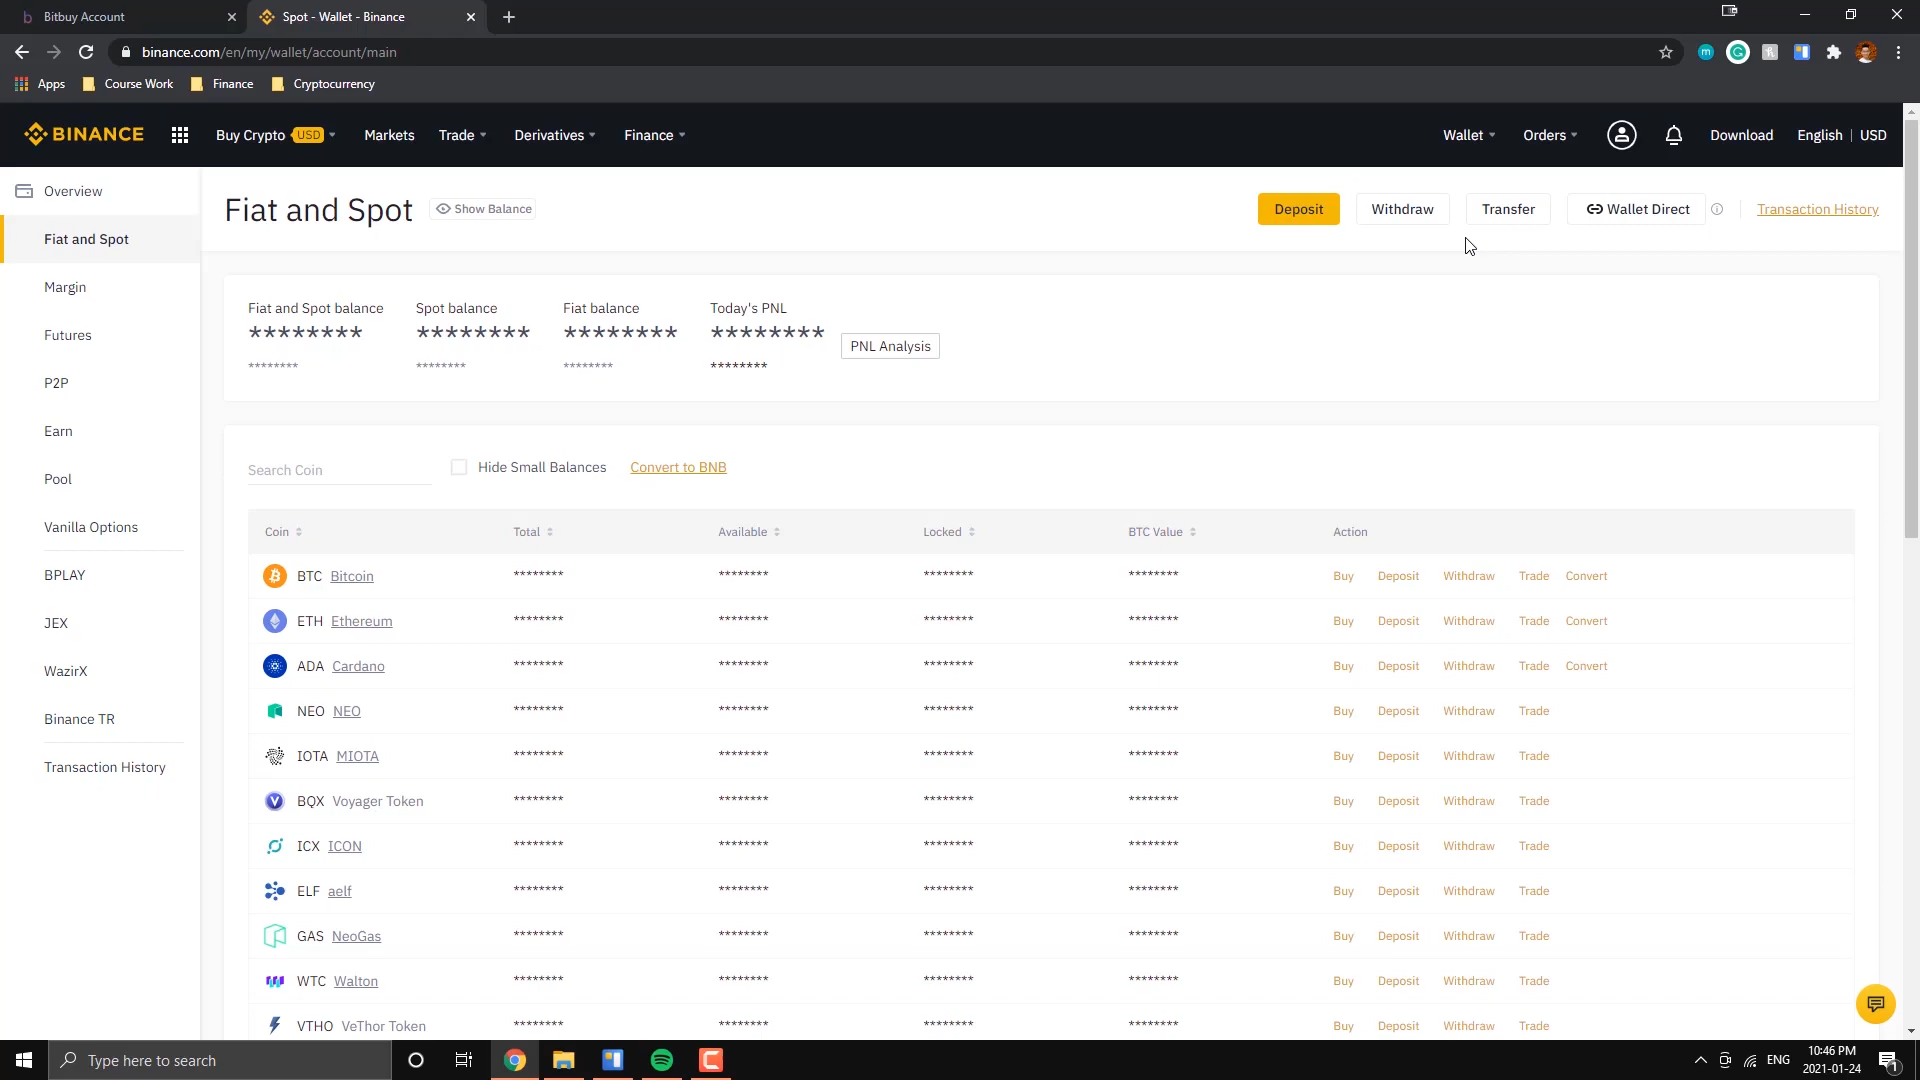 Bitbuy Account
Spot - Wallet - Binance
binance.com/en/my/wallet/account/main
Apps Course Work Finance Cryptocurrency
BINANCE Buy Crypto USD Markets Trade Derivatives Finance Wallet Orders Download English | USD
Overview
Fiat and Spot
Margin
Futures
P2P
Earn
Pool
Vanilla Options
BPLAY
JEX
WazirX
Binance TR
Transaction History
Fiat and Spot Show Balance Deposit Withdraw Transfer Wallet Direct Transaction History
Fiat and Spot balance Spot balance Fiat balance Today's PNL
******** ******** ******** ********
PNL Analysis
******** ******** ******** ********
Search Coin Hide Small Balances Convert to BNB
Coin Total Available Locked BTC Value Action
BTC Bitcoin ******** ******** ******** ******** Buy Deposit Withdraw Trade Convert
ETH Ethereum ******** ******** ******** ******** Buy Deposit Withdraw Trade Convert
ADA Cardano ******** ******** ******** ******** Buy Deposit Withdraw Trade Convert
NEO NEO ******** ******** ******** ******** Buy Deposit Withdraw Trade
IOTA MIOTA ******** ******** ******** ******** Buy Deposit Withdraw Trade
BQX Voyager Token ******** ******** ******** ******** Buy Deposit Withdraw Trade
ICX ICON ******** ******** ******** ******** Buy Deposit Withdraw Trade
ELF aelf ******** ******** ******** ******** Buy Deposit Withdraw Trade
GAS NeoGas ******** ******** ******** ******** Buy Deposit Withdraw Trade
WTC Walton ******** ******** ******** ******** Buy Deposit Withdraw Trade
VTHO VeThor Token ******** ******** ******** ******** Buy Deposit Withdraw Trade
Type here to search
ENG
10:46 PM
2021-01-24
1